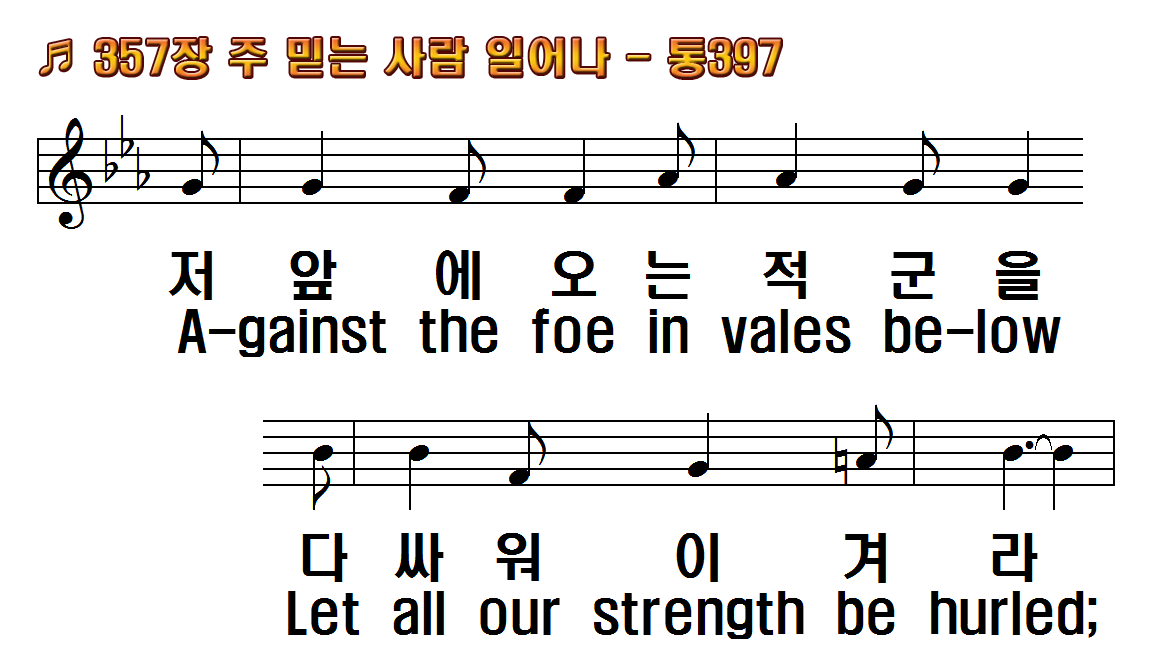 ♬ 357장 주 믿는 사람 일어나 - 통397
저 앞 에 오 는 적 군 을
A-gainst the foe in vales be-low
다 싸 워 이 겨 라
Let all our strength be hurled;